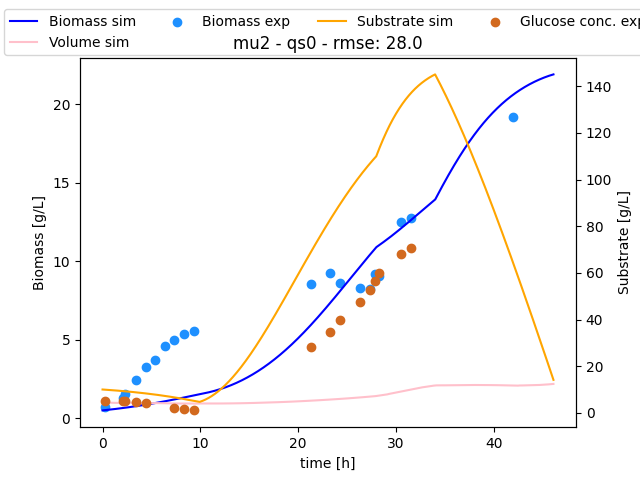 Biomass sim
Biomass exp
Substrate sim
Glucose conc. exp
Volume sim
mu2 - qs0 - rmse: 28.0
Biomass [g/L]
0
5
10
15
20
0
10
20
30
40
time [h]
0
20
40
60
80
100
120
140
Substrate [g/L]